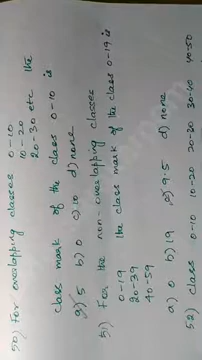 50) For overlapping classes 0-10
10-20
20-30 etc the
class mark of the class 0-10 is
a) 5 b) 0 c) 10 d) none
51) For the non-overlapping classes
0-19 the class mark of the class 0-19 is
20-39
40-59
a) 0 b) 19 c) 9.5 d) none
52) class 0-10 10-20 20-30 30-40 40-50